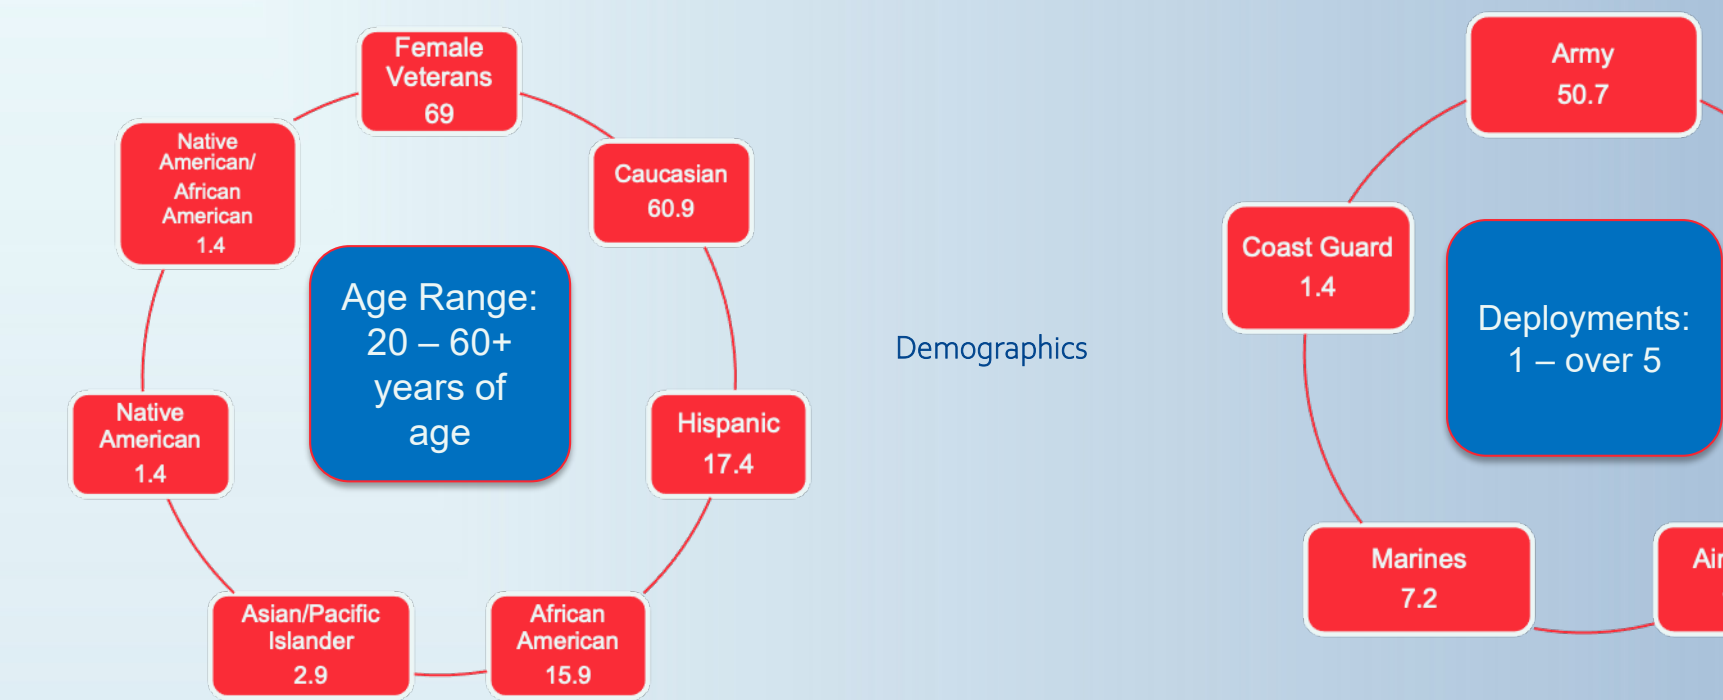 Female
Veterans
69
Caucasian
60.9
Hispanic
17.4
African
American
15.9
Asian/Pacific
Islander
2.9
Native
American
1.4
Native
American/
African
American
1.4
Age Range:
20 – 60+
years of
age
Demographics
Army
50.7
Coast Guard
1.4
Marines
7.2
Deployments:
1 – over 5